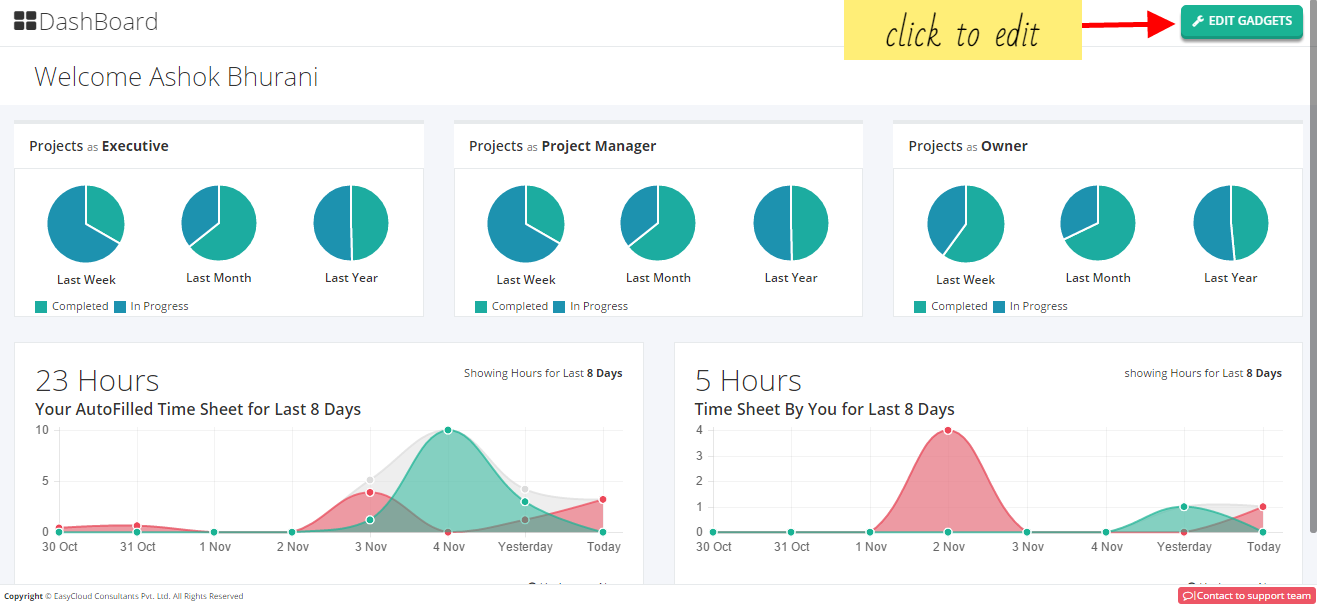 DashBoard
click to edit
EDIT GADGETS
Welcome Ashok Bhurani
Projects as Executive
Last Week
Last Month
Last Year
Completed In Progress
Projects as Project Manager
Last Week
Last Month
Last Year
Completed In Progress
Projects as Owner
Last Week
Last Month
Last Year
Completed In Progress
23 Hours
Showing Hours for Last 8 Days
Your AutoFilled Time Sheet for Last 8 Days
10
5
0
30 Oct 31 Oct 1 Nov 2 Nov 3 Nov 4 Nov Yesterday Today
5 Hours
showing Hours for Last 8 Days
Time Sheet By You for Last 8 Days
4
3
2
1
0
30 Oct 31 Oct 1 Nov 2 Nov 3 Nov 4 Nov Yesterday Today
Copyright © EasyCloud Consultants Pvt. Ltd. All Rights Reserved
Contact to support team